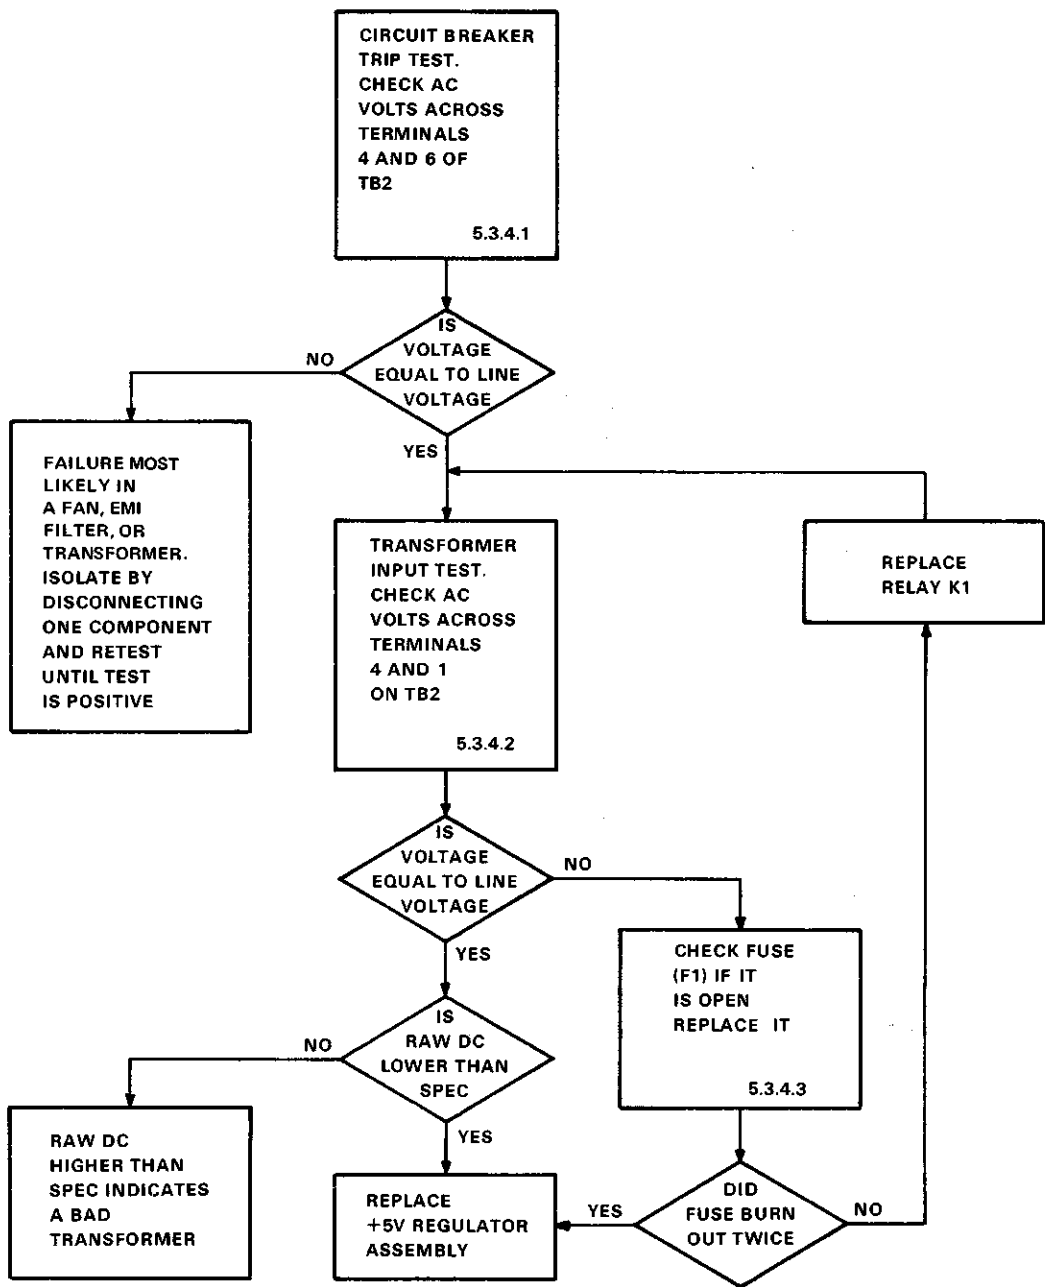 CIRCUIT BREAKER
TRIP TEST.
CHECK AC
VOLTS ACROSS
TERMINALS
4 AND 6 OF
TB2
5.3.4.1
IS
VOLTAGE
EQUAL TO LINE
VOLTAGE
NO
YES
FAILURE MOST
LIKELY IN
A FAN, EMI
FILTER, OR
TRANSFORMER.
ISOLATE BY
DISCONNECTING
ONE COMPONENT
AND RETEST
UNTIL TEST
IS POSITIVE
TRANSFORMER
INPUT TEST.
CHECK AC
VOLTS ACROSS
TERMINALS
4 AND 1
ON TB2
5.3.4.2
REPLACE
RELAY K1
IS
VOLTAGE
EQUAL TO LINE
VOLTAGE
NO
YES
CHECK FUSE
(F1) IF IT
IS OPEN
REPLACE IT
5.3.4.3
IS
RAW DC
LOWER THAN
SPEC
NO
YES
RAW DC
HIGHER THAN
SPEC INDICATES
A BAD
TRANSFORMER
REPLACE
+5V REGULATOR
ASSEMBLY
YES
DID
FUSE BURN
OUT TWICE
NO